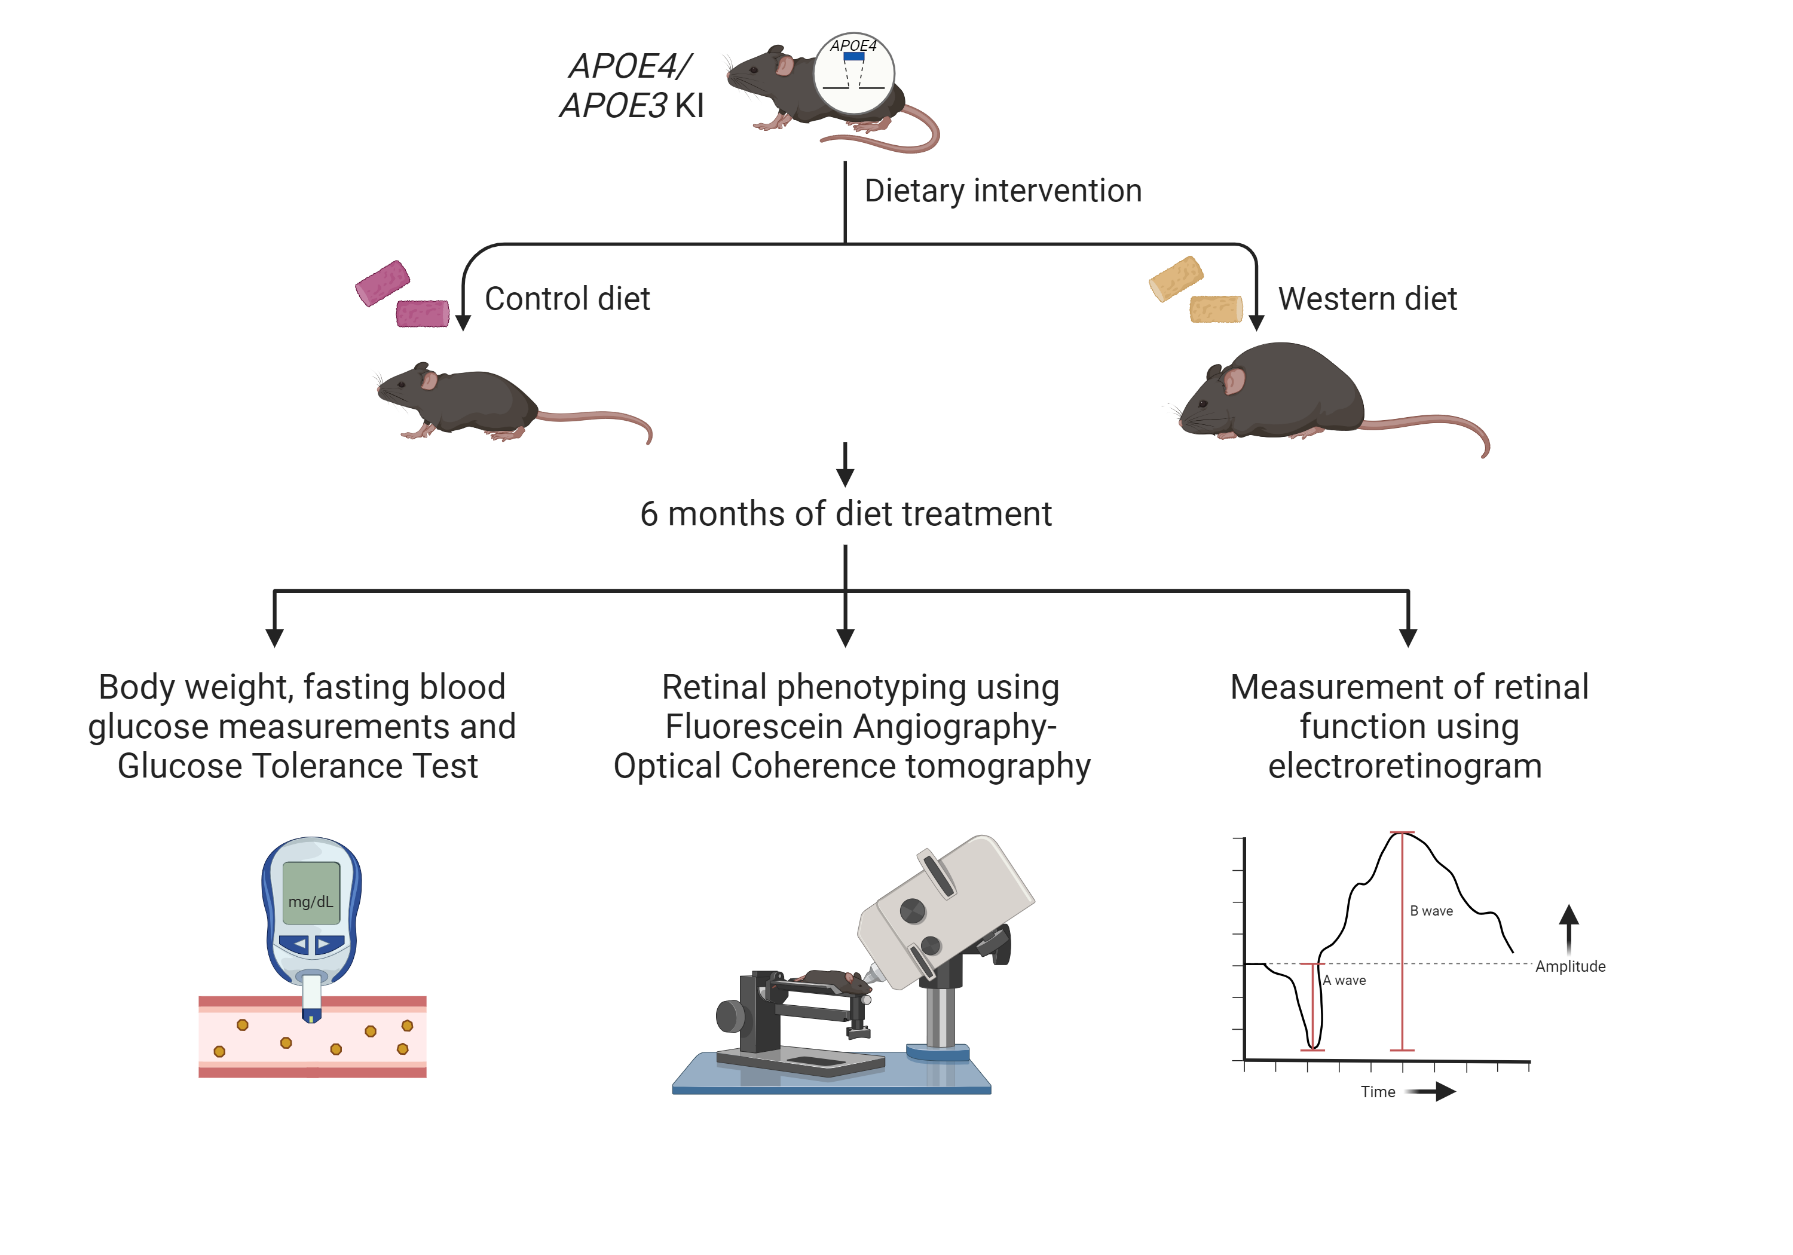 APOE4/
APOE3 KI
APOE4
Dietary intervention
Control diet
Western diet
6 months of diet treatment
Body weight, fasting blood
glucose measurements and
Glucose Tolerance Test
Retinal phenotyping using
Fluorescein Angiography-
Optical Coherence tomography
Measurement of retinal
function using
electroretinogram
mg/dL
B wave
A wave
Amplitude
Time